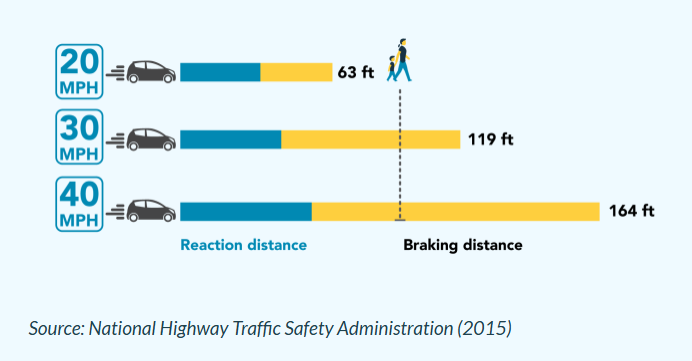 20
MPH
63 ft
30
MPH
119 ft
40
MPH
164 ft
Reaction distance
Braking distance
Source: National Highway Traffic Safety Administration (2015)